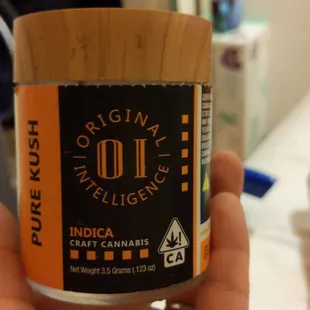 PURE KUSH
ORIGINAL
OI
INTELLIGENCE
INDICA
CRAFT CANNABIS
Net Weight 3.5 Grams (.123 oz)
CA